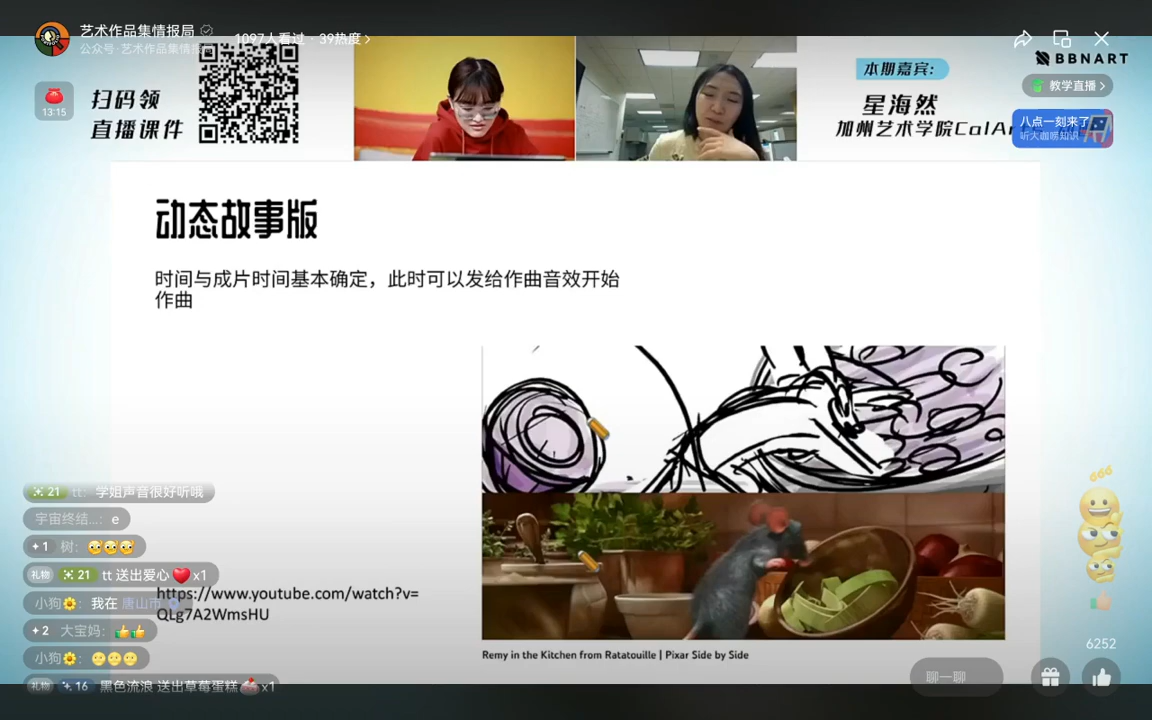 艺术作品集情报局
公众号·艺术作品集情报局
1097人看过·39热度>
BBNART
13:15
扫码领
直播课件
本期嘉宾:
星海然
加州艺术学院CalAr
教学直播>
八点一刻来了
听大咖唠知识
动态故事版
时间与成片时间基本确定，此时可以发给作曲音效开始
作曲
21 tt: 学姐声音很好听哦
宇宙终结...: e
+1 树:
礼物 21 tt 送出爱心 x1
小狗: 我在 唐山市
https://www.youtube.com/watch?v=
QLg7A2WmsHU
+2 大宝妈:
小狗:
666
6252
Remy in the Kitchen from Ratatouille | Pixar Side by Side
礼物 16 黑色流浪 送出草莓蛋糕 x1
聊一聊